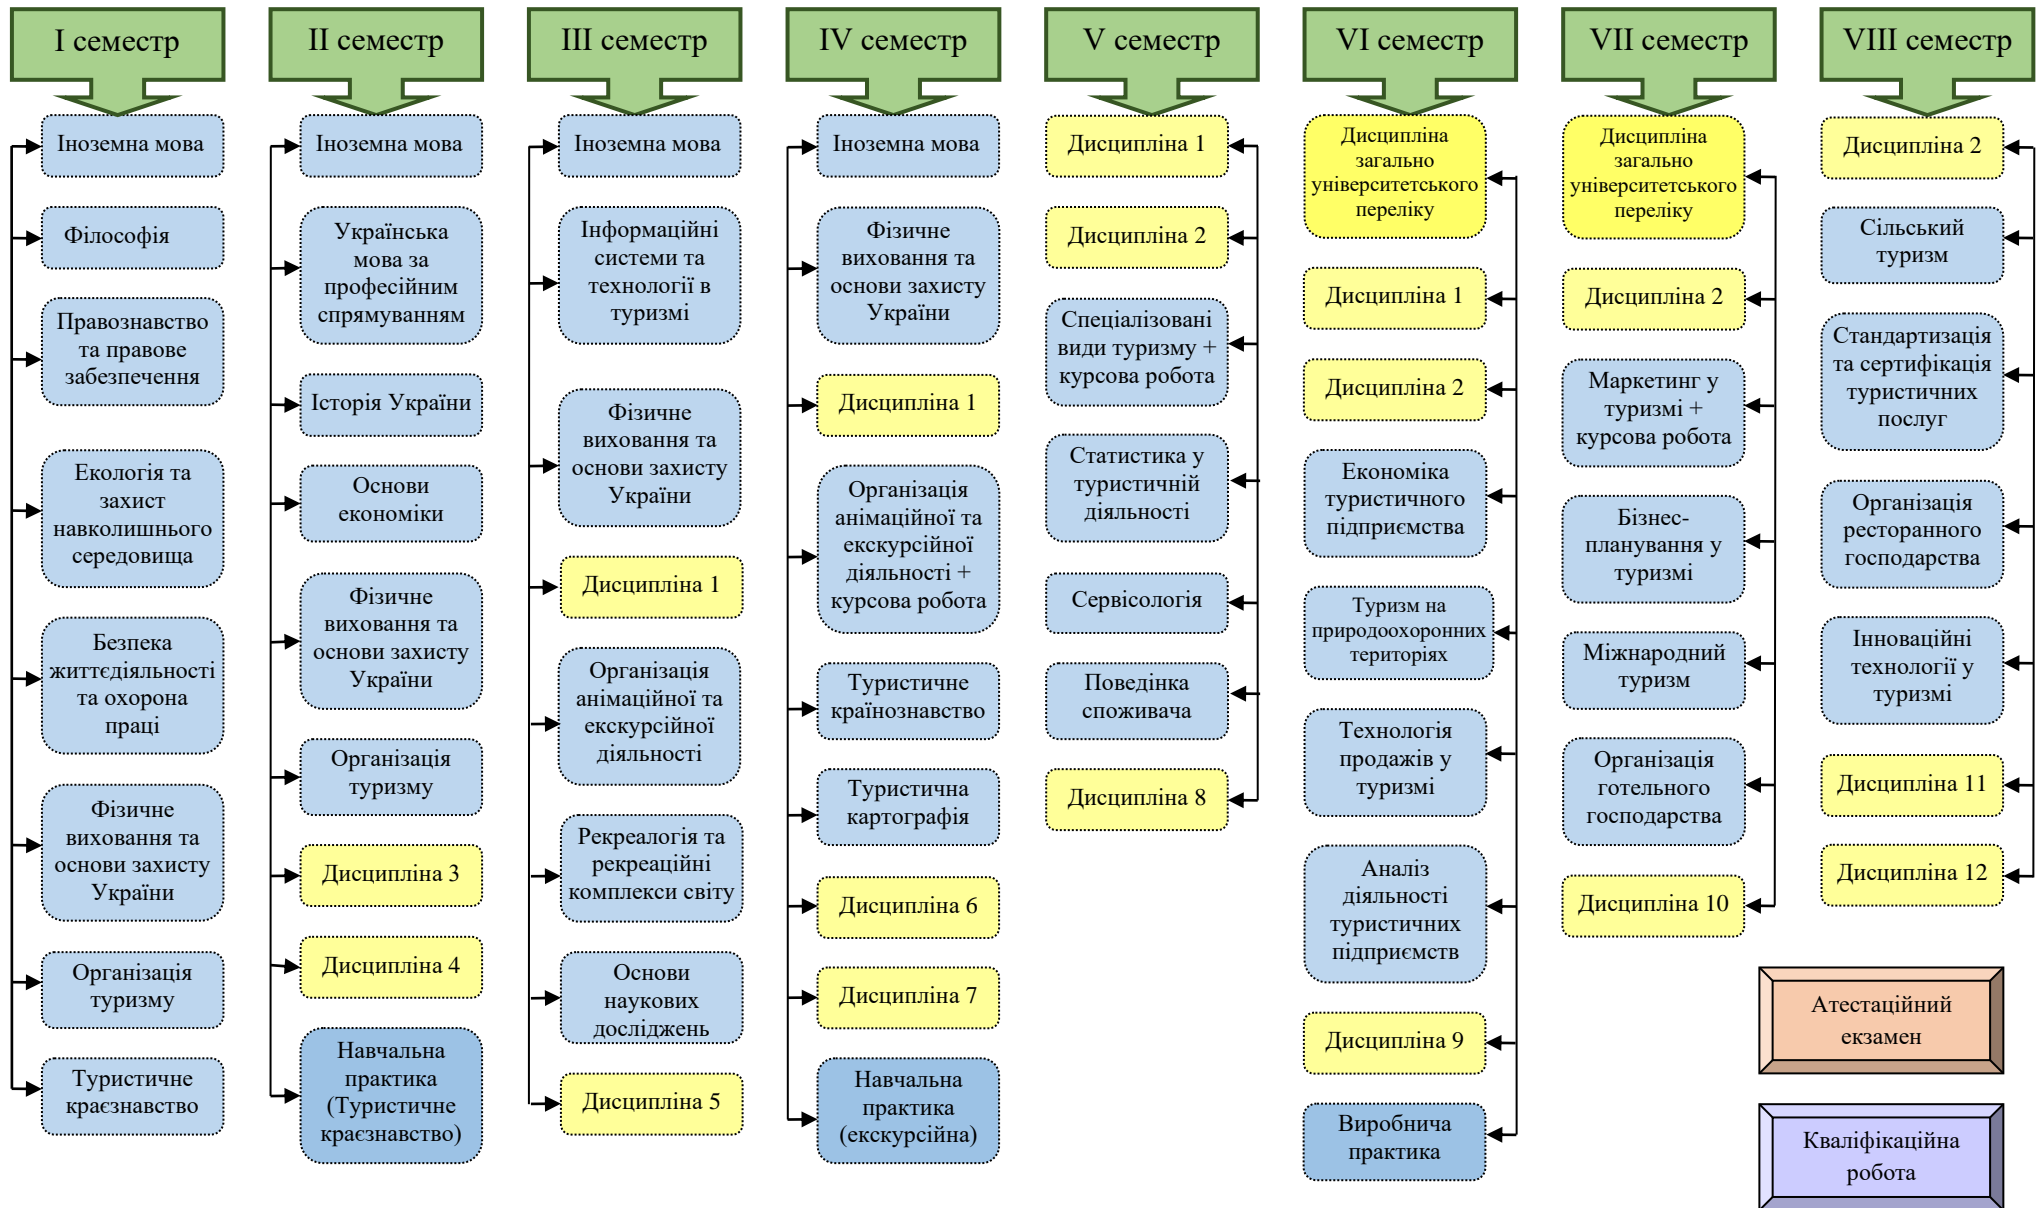 I семестр
II семестр
III семестр
IV семестр
V семестр
VI семестр
VII семестр
VIII семестр
Іноземна мова
Філософія
Правознавство
та правове
забезпечення
Екологія та
захист
навколишнього
середовища
Безпека
життєдіяльності
та охорона
праці
Фізичне
виховання та
основи захисту
України
Організація
туризму
Туристичне
краєзнавство
Іноземна мова
Українська
мова за
професійним
спрямуванням
Історія України
Основи
економіки
Фізичне
виховання та
основи захисту
України
Організація
туризму
Дисципліна 3
Дисципліна 4
Навчальна
практика
(Туристичне
краєзнавство)
Іноземна мова
Інформаційні
системи та
технології в
туризмі
Фізичне
виховання та
основи захисту
України
Дисципліна 1
Організація
анімаційної та
екскурсійної
діяльності
Рекреалогія та
рекреаційні
комплекси світу
Основи
наукових
досліджень
Дисципліна 5
Іноземна мова
Фізичне
виховання та
основи захисту
України
Дисципліна 1
Організація
анімаційної та
екскурсійної
діяльності +
курсова робота
Туристичне
країнознавство
Туристична
картографія
Дисципліна 6
Дисципліна 7
Навчальна
практика
(екскурсійна)
Дисципліна 1
Дисципліна 2
Спеціалізовані
види туризму +
курсова робота
Статистика у
туристичній
діяльності
Сервісологія
Поведінка
споживача
Дисципліна 8
Дисципліна
загально
університетського
переліку
Дисципліна 1
Дисципліна 2
Економіка
туристичного
підприємства
Туризм на
природоохоронних
територіях
Технологія
продажів у
туризмі
Аналіз
діяльності
туристичних
підприємств
Дисципліна 9
Виробнича
практика
Дисципліна
загально
університетського
переліку
Дисципліна 2
Маркетинг у
туризмі +
курсова робота
Бізнес-
планування у
туризмі
Міжнародний
туризм
Організація
готельного
господарства
Дисципліна 10
Дисципліна 2
Сільський
туризм
Стандартизація
та сертифікація
туристичних
послуг
Організація
ресторанного
господарства
Інноваційні
технології у
туризмі
Дисципліна 11
Дисципліна 12
Атестаційний
екзамен
Кваліфікаційна
робота